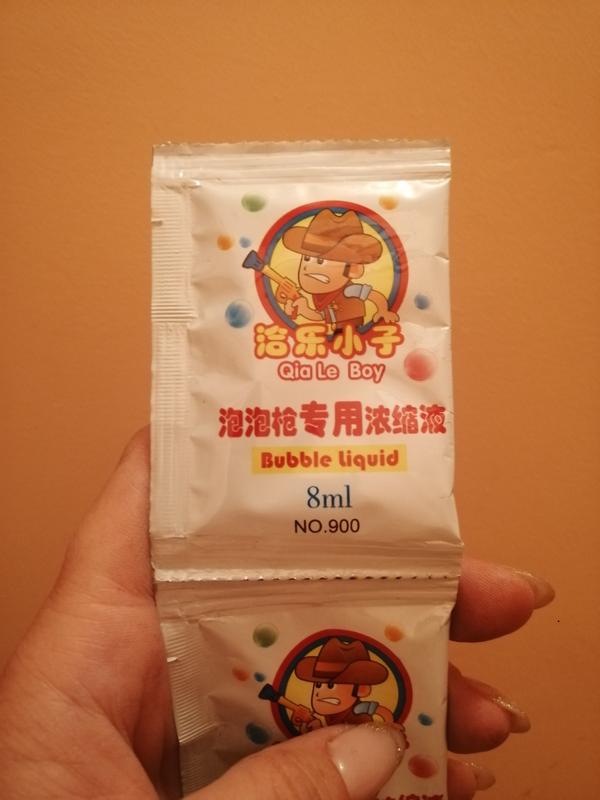 洽乐小子
Qia Le Boy
泡泡枪专用浓缩液
Bubble Liquid
8ml
NO.900